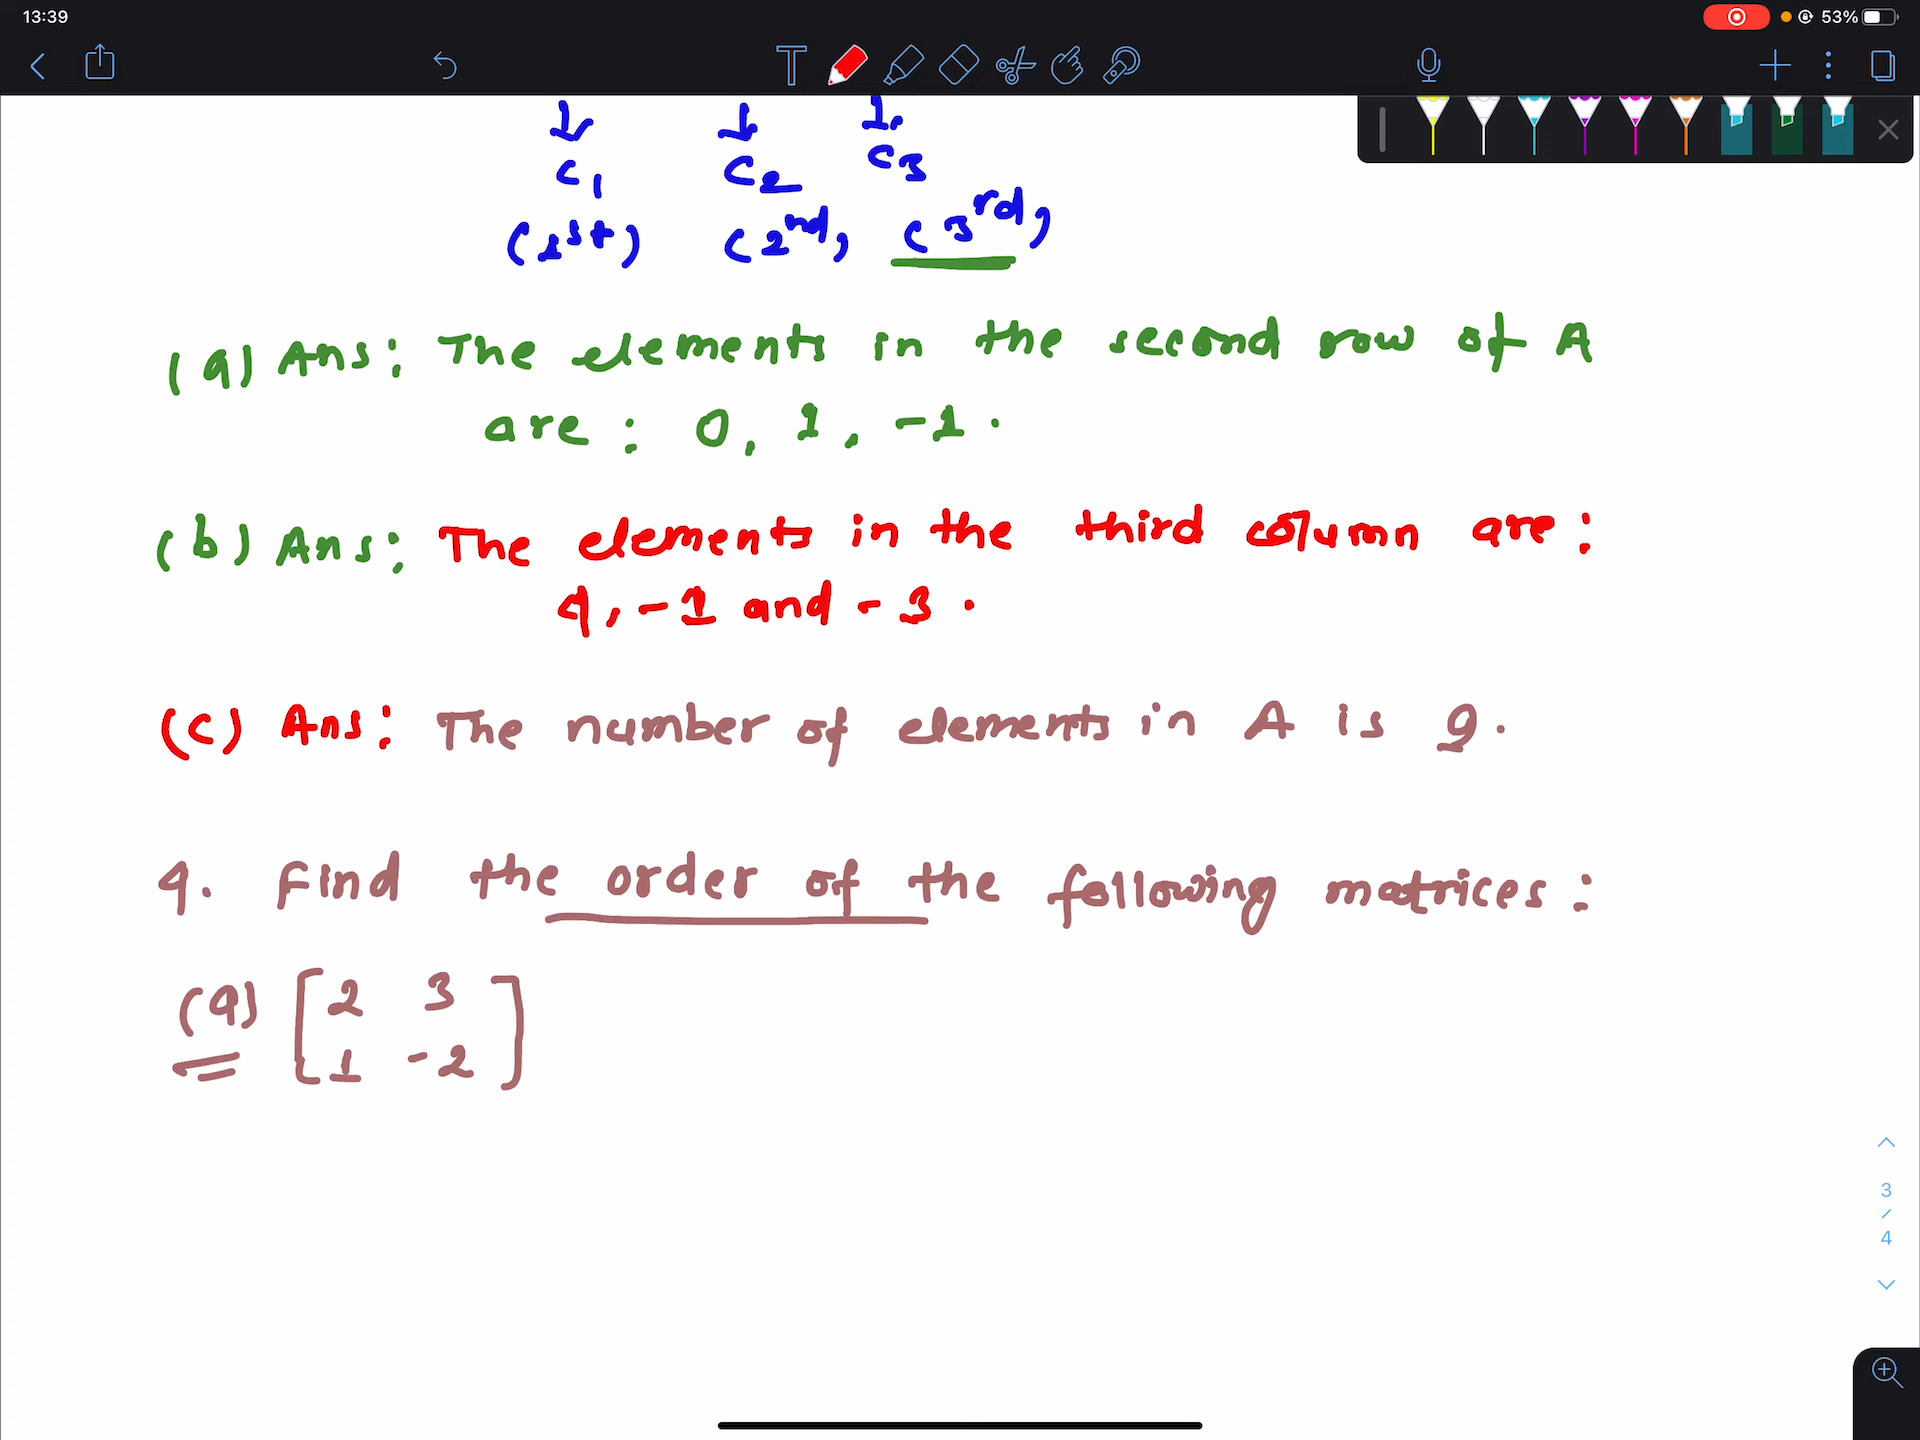 13:39
53%
C1 C2 C3
(1st) (2nd) (3rd)
(a) Ans: The elements in the second row of A
are: 0, 1, -1.
(b) Ans: The elements in the third column are:
4, -1 and -3.
(c) Ans: The number of elements in A is 9.
4. Find the order of the following matrices:
(a) [2 3
1 -2]
3
/
4